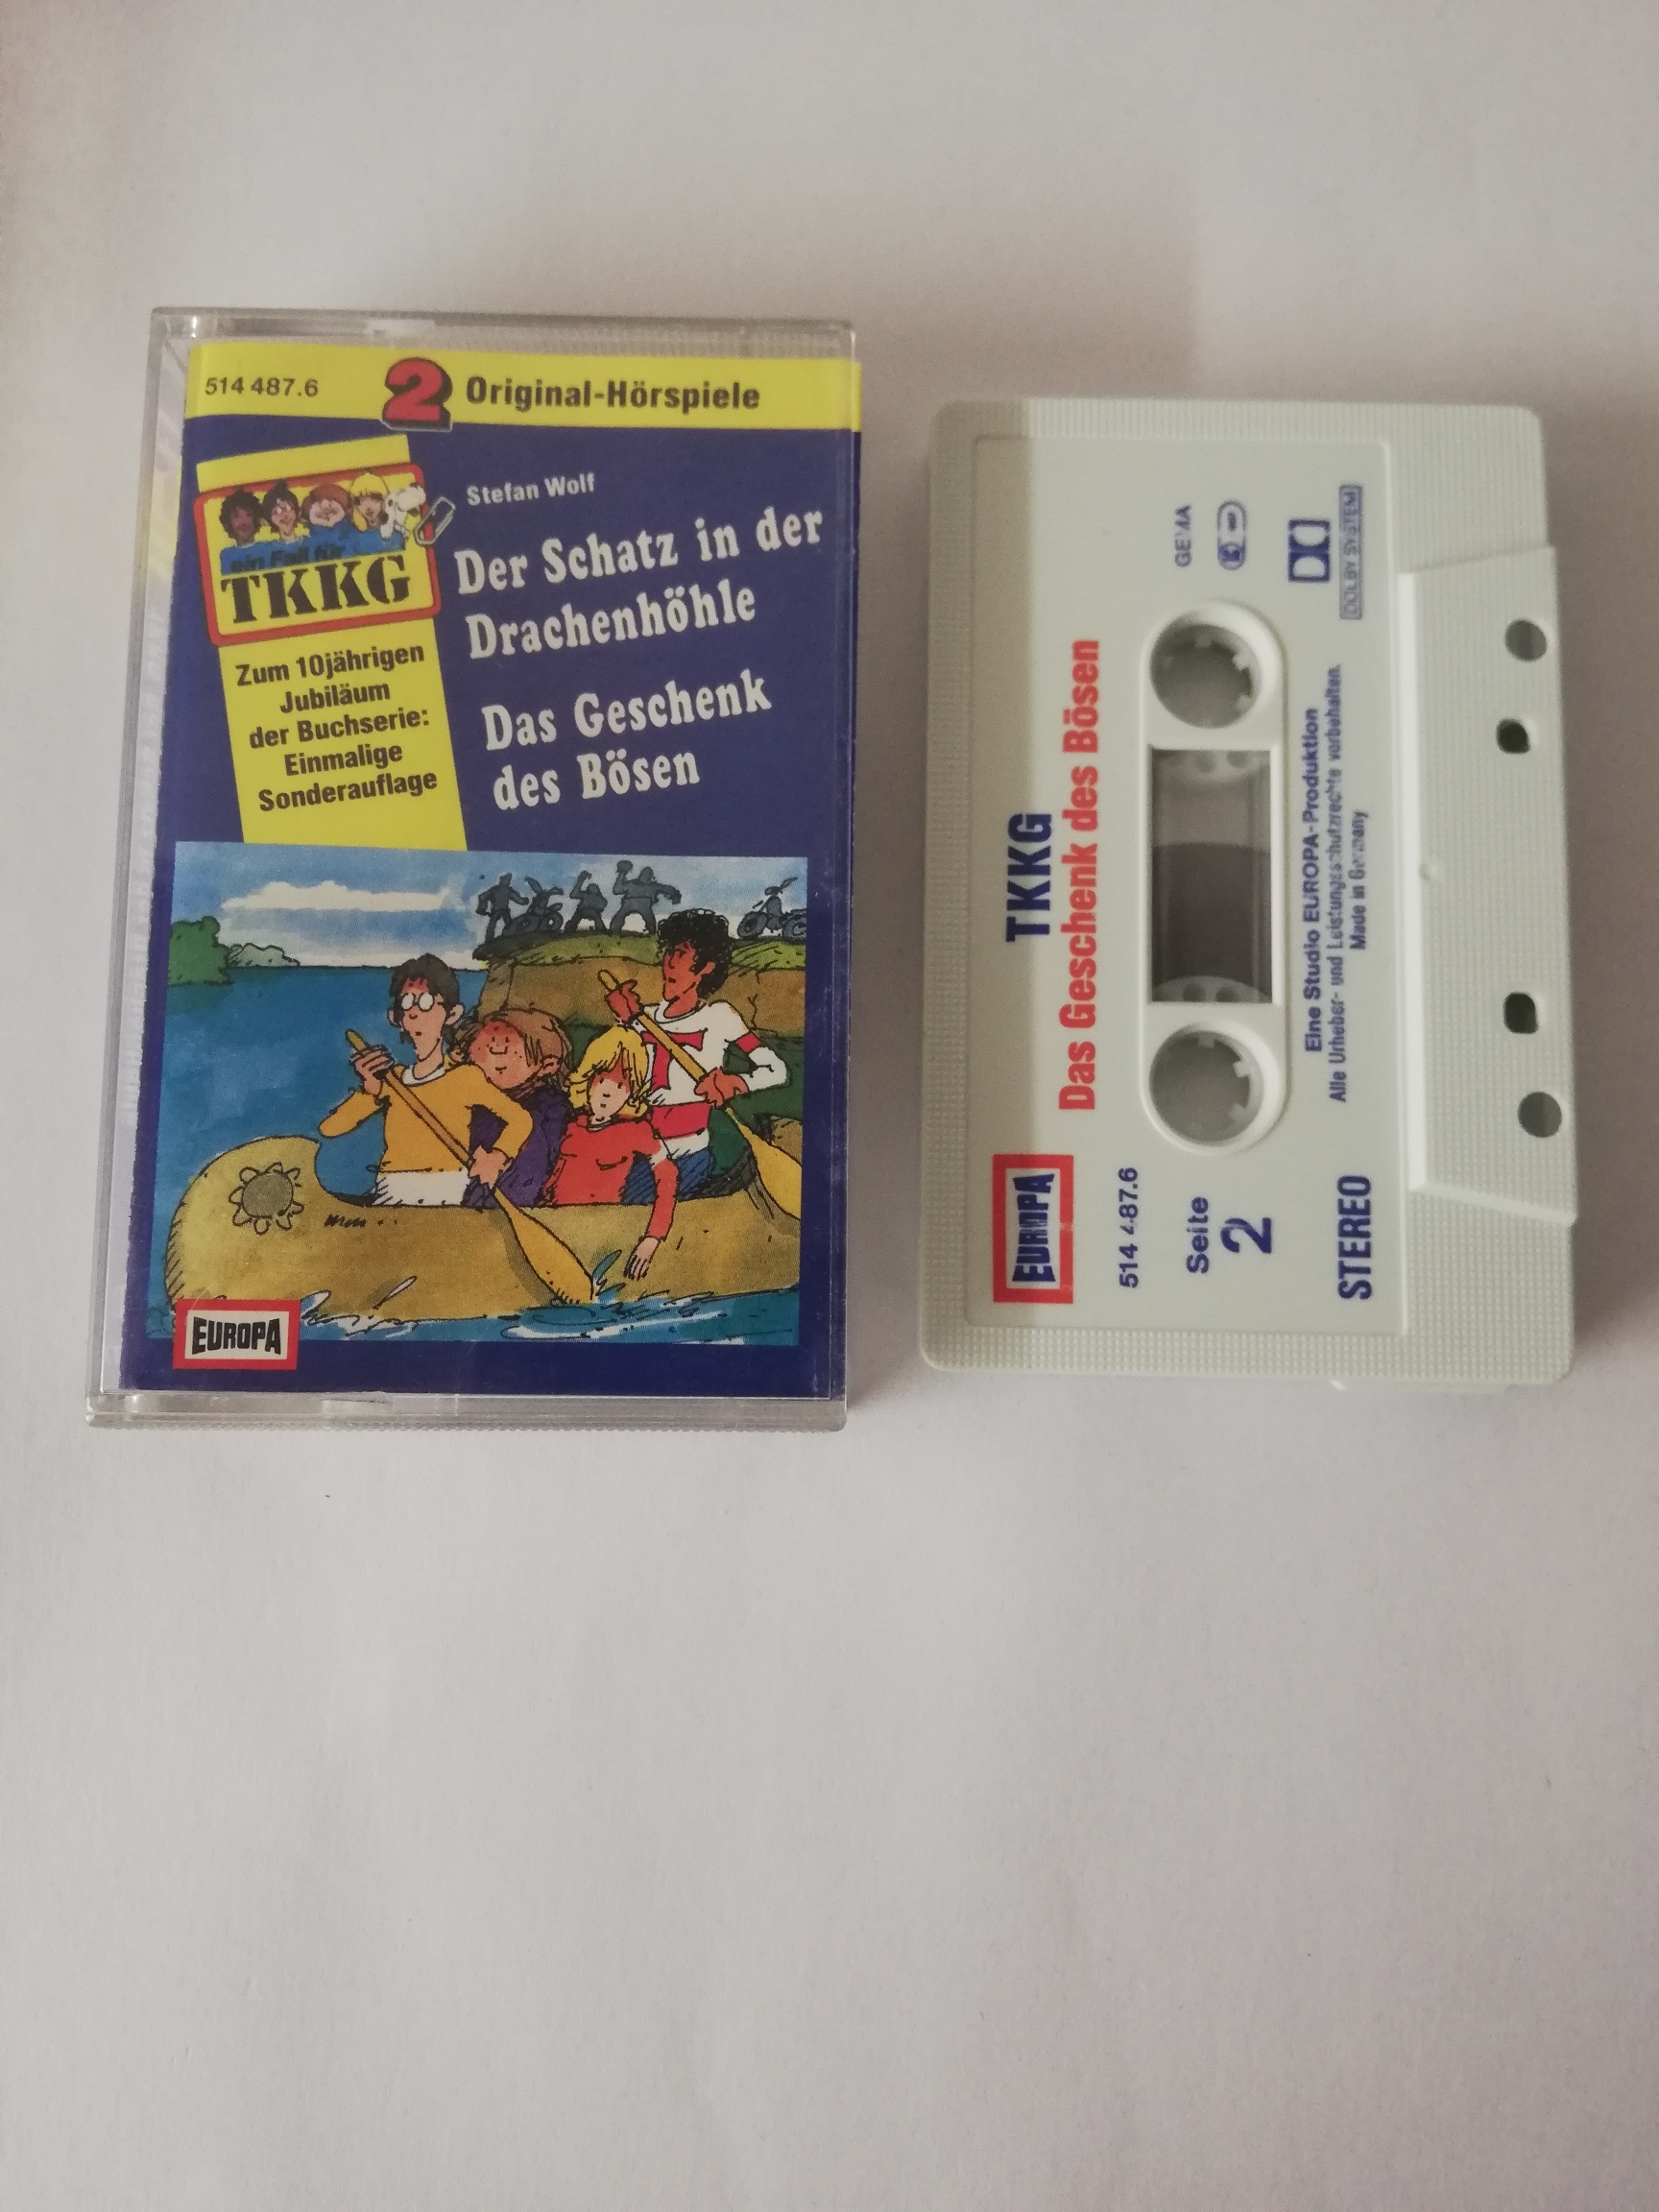 514 487.6
2 Original-Hörspiele
ein Fall für
TKKG
Stefan Wolf
Der Schatz in der
Drachenhöhle
Das Geschenk
des Bösen
Zum 10jährigen
Jubiläum
der Buchserie:
Einmalige
Sonderauflage
EUROPA
EUROPA
TKKG
Das Geschenk des Bösen
514 487.6
Seite
2
GEMA
STEREO
DOLBY SYSTEM
Eine Studio EUROPA-Produktion
Alle Urheber- und Leistungsschutzrechte vorbehalten.
Made in Germany